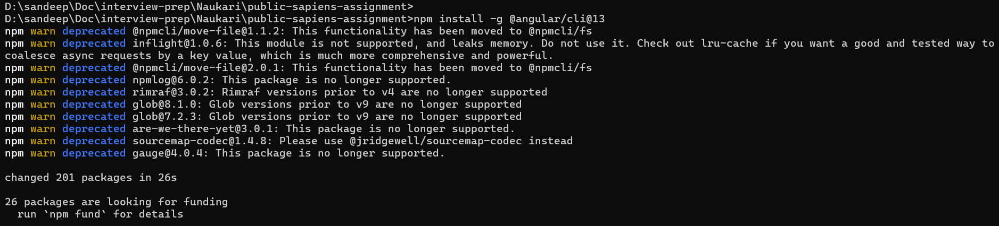 D:\sandeep\Doc\interview-prep\Naukari\public-sapiens-assignment>
D:\sandeep\Doc\interview-prep\Naukari\public-sapiens-assignment>npm install -g @angular/cli@13
npm warn deprecated @npmcli/move-file@1.1.2: This functionality has been moved to @npmcli/fs
npm warn deprecated inflight@1.0.6: This module is not supported, and leaks memory. Do not use it. Check out lru-cache if you want a good and tested way to
coalesce async requests by a key value, which is much more comprehensive and powerful.
npm warn deprecated @npmcli/move-file@2.0.1: This functionality has been moved to @npmcli/fs
npm warn deprecated npmlog@6.0.2: This package is no longer supported.
npm warn deprecated rimraf@3.0.2: Rimraf versions prior to v4 are no longer supported
npm warn deprecated glob@8.1.0: Glob versions prior to v9 are no longer supported
npm warn deprecated glob@7.2.3: Glob versions prior to v9 are no longer supported
npm warn deprecated are-we-there-yet@3.0.1: This package is no longer supported.
npm warn deprecated sourcemap-codec@1.4.8: Please use @jridgewell/sourcemap-codec instead
npm warn deprecated gauge@4.0.4: This package is no longer supported.
changed 201 packages in 26s
26 packages are looking for funding
  run `npm fund` for details